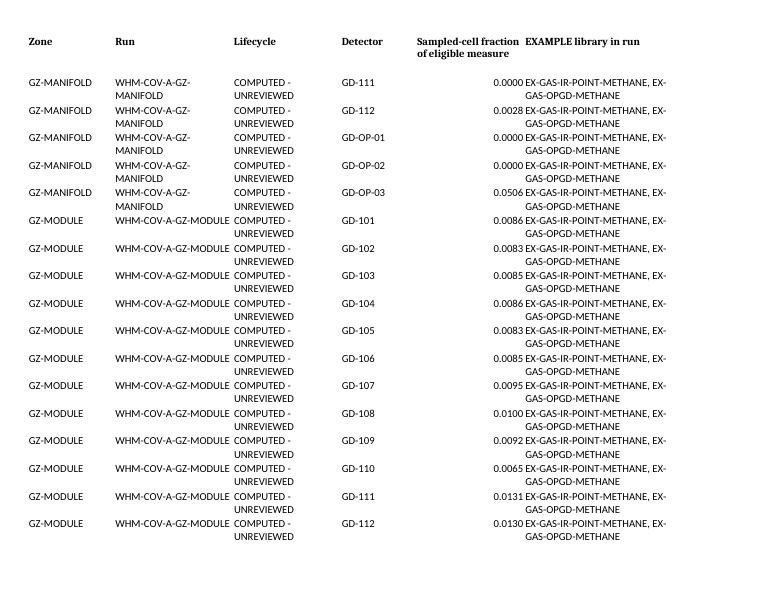 Zone Run Lifecycle Detector Sampled-cell fraction EXAMPLE library in run
of eligible measure
GZ-MANIFOLD WHM-COV-A-GZ- COMPUTED - GD-111 0.0000 EX-GAS-IR-POINT-METHANE, EX-
MANIFOLD UNREVIEWED GAS-OPGD-METHANE
GZ-MANIFOLD WHM-COV-A-GZ- COMPUTED - GD-112 0.0028 EX-GAS-IR-POINT-METHANE, EX-
MANIFOLD UNREVIEWED GAS-OPGD-METHANE
GZ-MANIFOLD WHM-COV-A-GZ- COMPUTED - GD-OP-01 0.0000 EX-GAS-IR-POINT-METHANE, EX-
MANIFOLD UNREVIEWED GAS-OPGD-METHANE
GZ-MANIFOLD WHM-COV-A-GZ- COMPUTED - GD-OP-02 0.0000 EX-GAS-IR-POINT-METHANE, EX-
MANIFOLD UNREVIEWED GAS-OPGD-METHANE
GZ-MANIFOLD WHM-COV-A-GZ- COMPUTED - GD-OP-03 0.0506 EX-GAS-IR-POINT-METHANE, EX-
MANIFOLD UNREVIEWED GAS-OPGD-METHANE
GZ-MODULE WHM-COV-A-GZ-MODULE COMPUTED - GD-101 0.0086 EX-GAS-IR-POINT-METHANE, EX-
UNREVIEWED GAS-OPGD-METHANE
GZ-MODULE WHM-COV-A-GZ-MODULE COMPUTED - GD-102 0.0083 EX-GAS-IR-POINT-METHANE, EX-
UNREVIEWED GAS-OPGD-METHANE
GZ-MODULE WHM-COV-A-GZ-MODULE COMPUTED - GD-103 0.0085 EX-GAS-IR-POINT-METHANE, EX-
UNREVIEWED GAS-OPGD-METHANE
GZ-MODULE WHM-COV-A-GZ-MODULE COMPUTED - GD-104 0.0086 EX-GAS-IR-POINT-METHANE, EX-
UNREVIEWED GAS-OPGD-METHANE
GZ-MODULE WHM-COV-A-GZ-MODULE COMPUTED - GD-105 0.0083 EX-GAS-IR-POINT-METHANE, EX-
UNREVIEWED GAS-OPGD-METHANE
GZ-MODULE WHM-COV-A-GZ-MODULE COMPUTED - GD-106 0.0085 EX-GAS-IR-POINT-METHANE, EX-
UNREVIEWED GAS-OPGD-METHANE
GZ-MODULE WHM-COV-A-GZ-MODULE COMPUTED - GD-107 0.0095 EX-GAS-IR-POINT-METHANE, EX-
UNREVIEWED GAS-OPGD-METHANE
GZ-MODULE WHM-COV-A-GZ-MODULE COMPUTED - GD-108 0.0100 EX-GAS-IR-POINT-METHANE, EX-
UNREVIEWED GAS-OPGD-METHANE
GZ-MODULE WHM-COV-A-GZ-MODULE COMPUTED - GD-109 0.0092 EX-GAS-IR-POINT-METHANE, EX-
UNREVIEWED GAS-OPGD-METHANE
GZ-MODULE WHM-COV-A-GZ-MODULE COMPUTED - GD-110 0.0065 EX-GAS-IR-POINT-METHANE, EX-
UNREVIEWED GAS-OPGD-METHANE
GZ-MODULE WHM-COV-A-GZ-MODULE COMPUTED - GD-111 0.0131 EX-GAS-IR-POINT-METHANE, EX-
UNREVIEWED GAS-OPGD-METHANE
GZ-MODULE WHM-COV-A-GZ-MODULE COMPUTED - GD-112 0.0130 EX-GAS-IR-POINT-METHANE, EX-
UNREVIEWED GAS-OPGD-METHANE